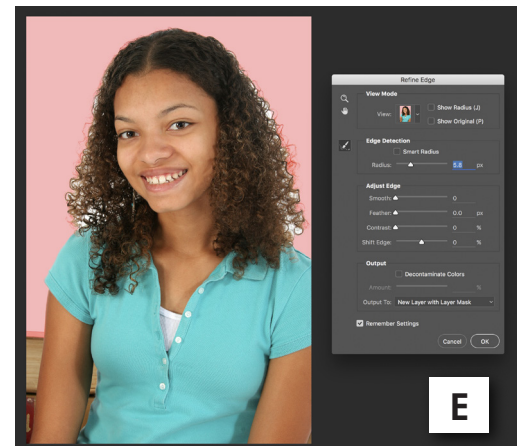 Refine Edge
View Mode
View:
Show Radius (J)
Show Original (P)
Edge Detection
Smart Radius
Radius: 5.8 px
Adjust Edge
Smooth: 0
Feather: 0.0 px
Contrast: 0 %
Shift Edge: 0 %
Output
Decontaminate Colors
Amount: %
Output To: New Layer with Layer Mask
Remember Settings
Cancel OK
E